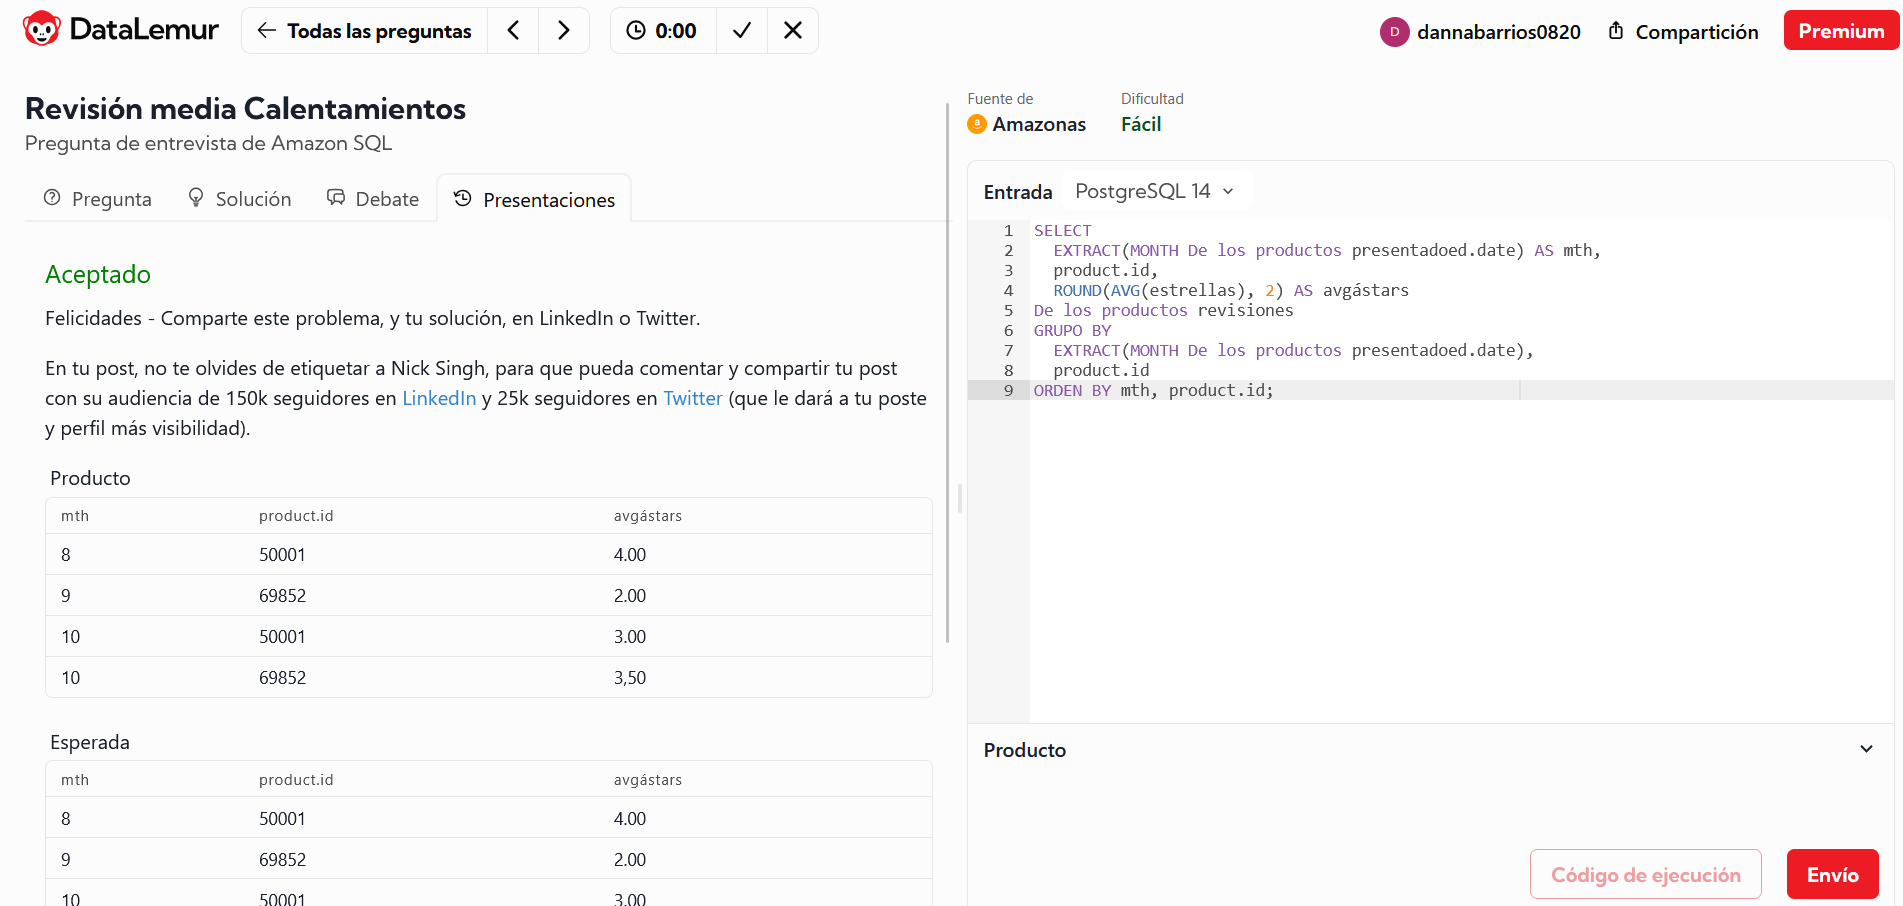 DataLemur
Todas las preguntas
0:00
dannabarrios0820
Compartición
Premium
Revisión media Calentamientos
Pregunta de entrevista de Amazon SQL
Pregunta
Solución
Debate
Presentaciones
Aceptado
Felicidades - Comparte este problema, y tu solución, en LinkedIn o Twitter.
En tu post, no te olvides de etiquetar a Nick Singh, para que pueda comentar y compartir tu post
con su audiencia de 150k seguidores en LinkedIn y 25k seguidores en Twitter (que le dará a tu poste
y perfil más visibilidad).
Producto
mth product.id avgástars
8 50001 4.00
9 69852 2.00
10 50001 3.00
10 69852 3,50
Esperada
mth product.id avgástars
8 50001 4.00
9 69852 2.00
10 50001 3.00
Fuente de
Amazonas
Dificultad
Fácil
Entrada PostgreSQL 14
1 SELECT
2 EXTRACT(MONTH De los productos presentadoed.date) AS mth,
3 product.id,
4 ROUND(AVG(estrellas), 2) AS avgástars
5 De los productos revisiones
6 GRUPO BY
7 EXTRACT(MONTH De los productos presentadoed.date),
8 product.id
9 ORDEN BY mth, product.id;
Producto
Código de ejecución
Envío
D
a